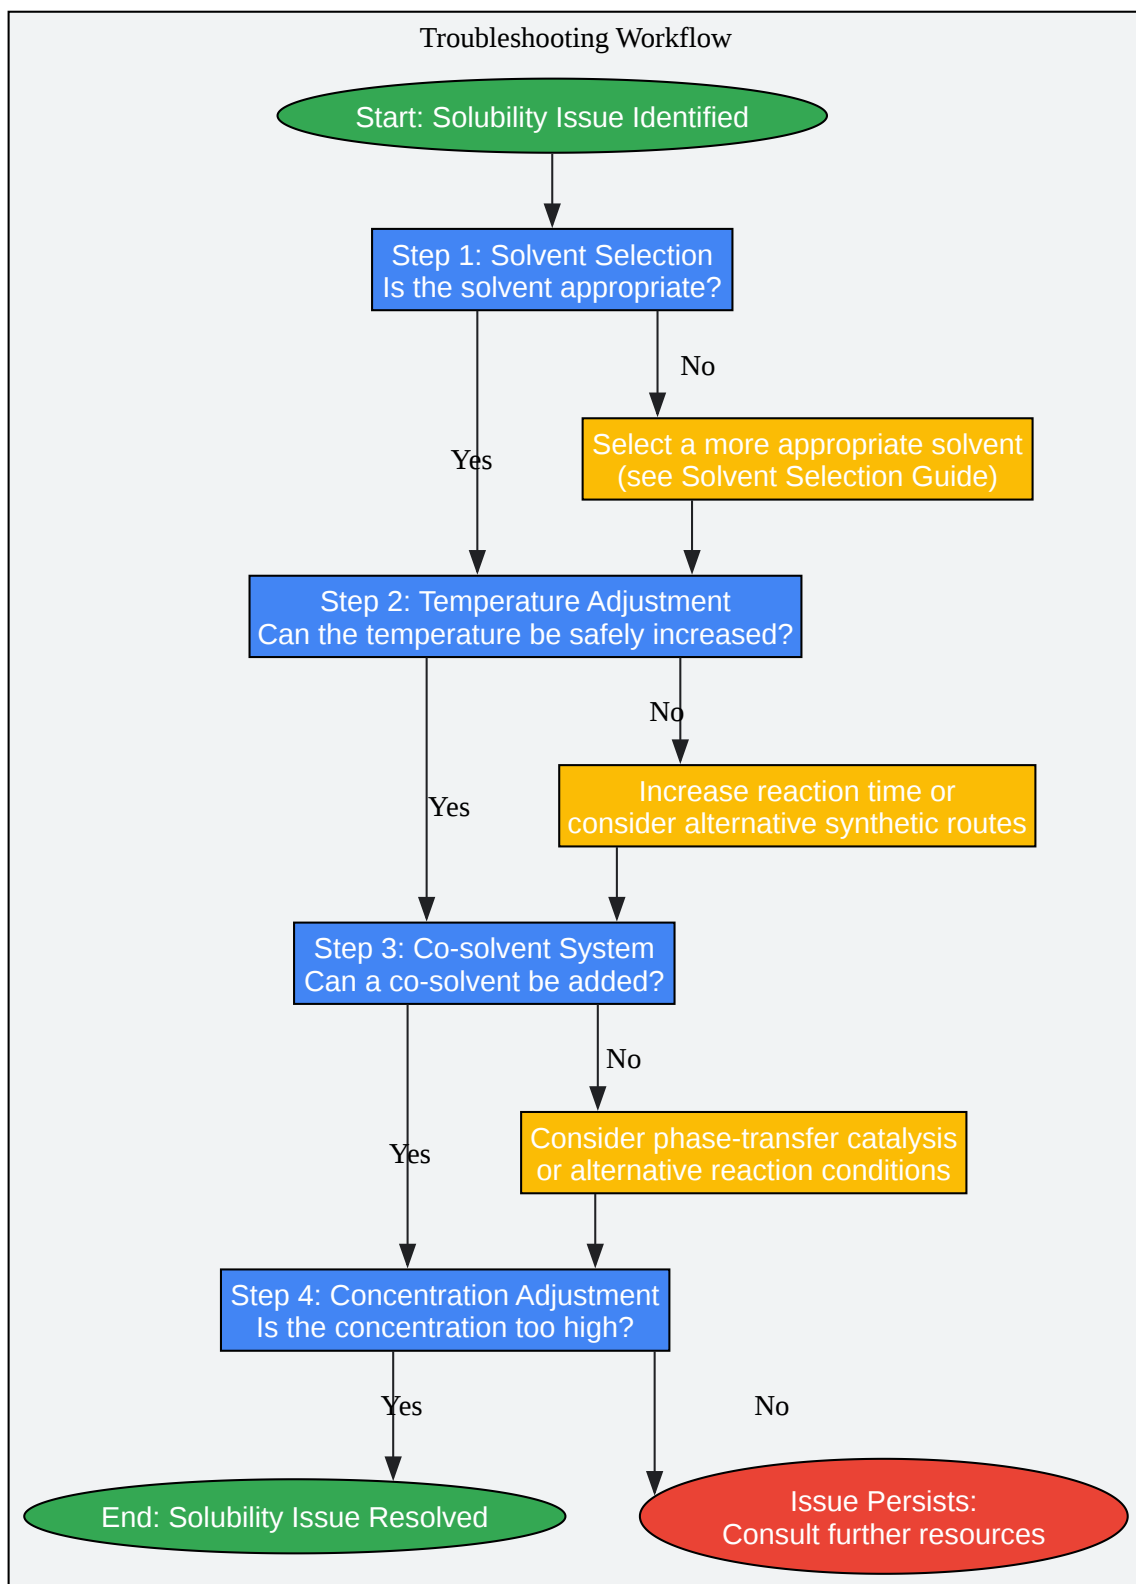 Troubleshooting Workflow
Start: Solubility Issue Identified
Step 1: Solvent Selection
Is the solvent appropriate?
No
Select a more appropriate solvent
(see Solvent Selection Guide)
Yes
Step 2: Temperature Adjustment
Can the temperature be safely increased?
No
Increase reaction time or
consider alternative synthetic routes
Yes
Step 3: Co-solvent System
Can a co-solvent be added?
No
Consider phase-transfer catalysis
or alternative reaction conditions
Yes
Step 4: Concentration Adjustment
Is the concentration too high?
Yes
No
End: Solubility Issue Resolved
Issue Persists:
Consult further resources